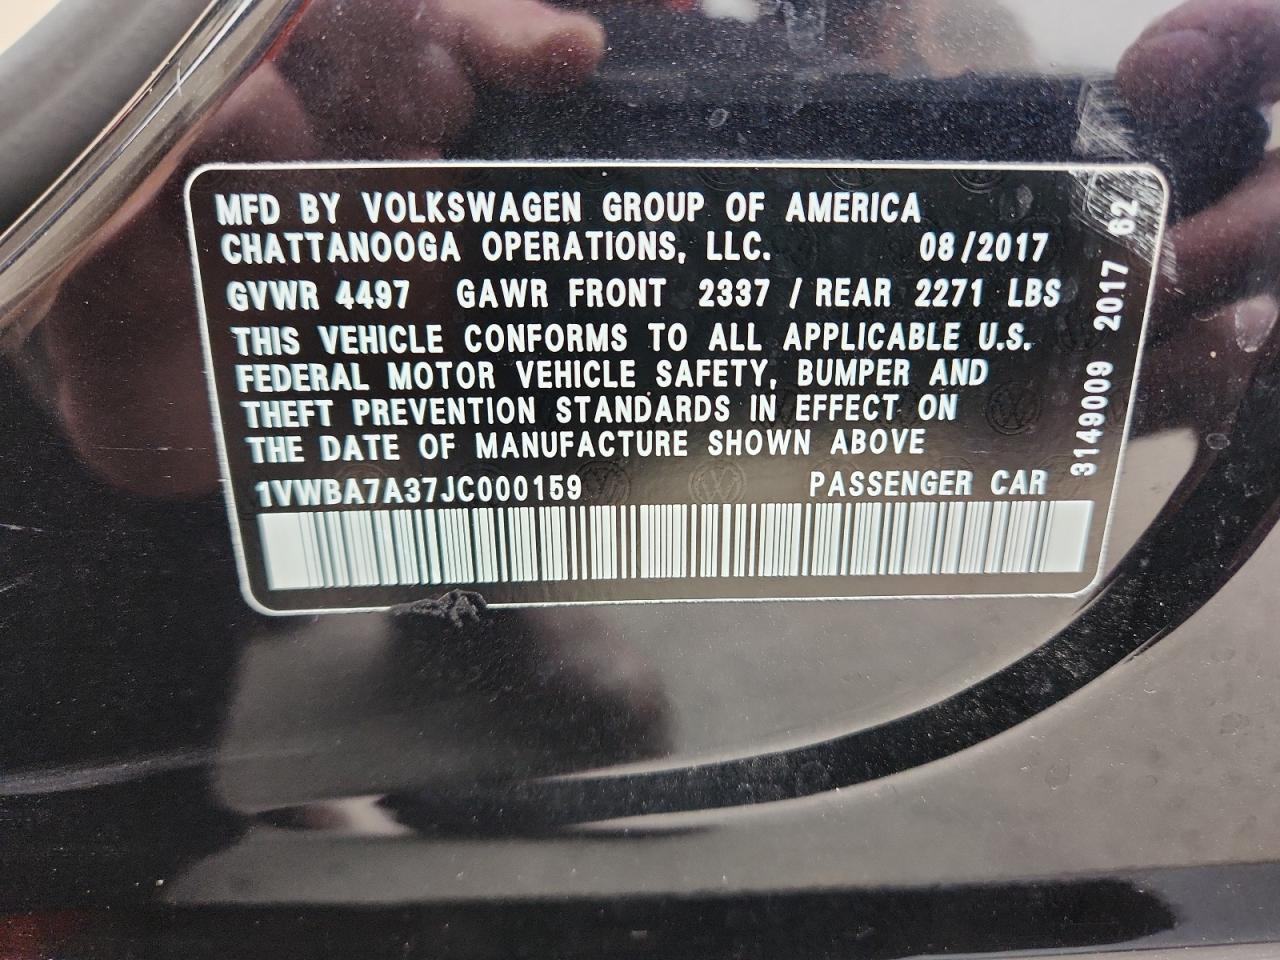 MFD BY VOLKSWAGEN GROUP OF AMERICA
CHATTANOOGA OPERATIONS, LLC. 08/2017
GVWR 4497 GAWR FRONT 2337 / REAR 2271 LBS
THIS VEHICLE CONFORMS TO ALL APPLICABLE U.S.
FEDERAL MOTOR VEHICLE SAFETY, BUMPER AND
THEFT PREVENTION STANDARDS IN EFFECT ON
THE DATE OF MANUFACTURE SHOWN ABOVE
1VWBA7A37JC000159 PASSENGER CAR
3149009 2017 62